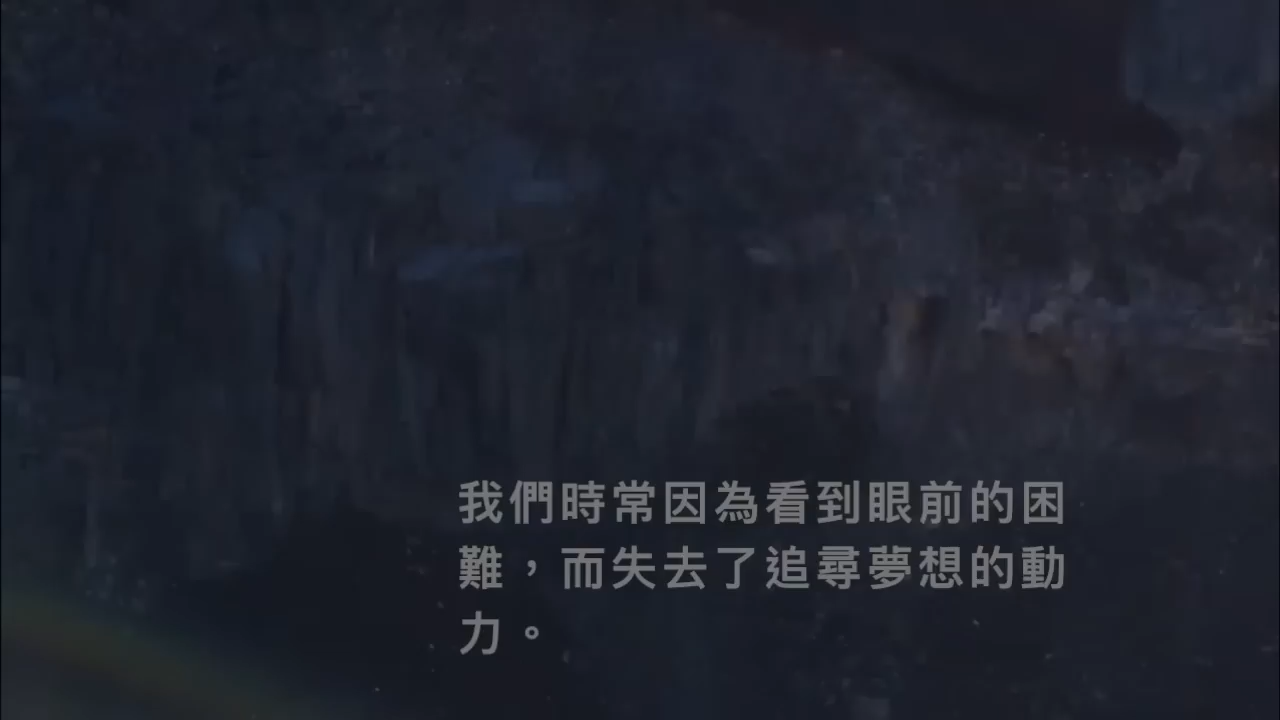 我們時常因為看到眼前的困
難，而失去了追尋夢想的動
力。